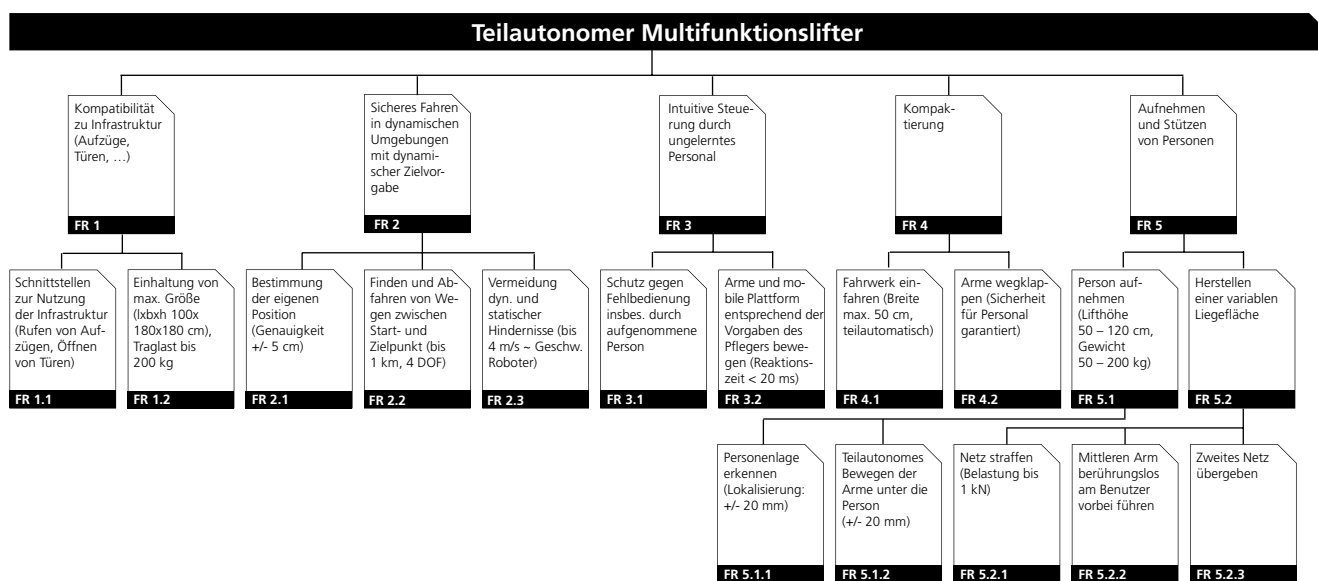 Teilautonomer Multifunktionslifter
Kompatibilität
zu Infrastruktur
(Aufzüge,
Türen, …)
FR 1
Sicheres Fahren
in dynamischen
Umgebungen
mit dynami-
scher Zielvor-
gabe
FR 2
Intuitive Steue-
rung durch
ungelerntes
Personal
FR 3
Kompak-
tierung
FR 4
Aufnehmen
und Stützen
von Personen
FR 5
Schnittstellen
zur Nutzung
der Infrastruktur
(Rufen von Auf-
zügen, Öffnen
von Türen)
FR 1.1
Einhaltung von
max. Größe
(lxbxh 100x
180x180 cm),
Traglast bis
200 kg
FR 1.2
Bestimmung
der eigenen
Position
(Genauigkeit
+/- 5 cm)
FR 2.1
Finden und Ab-
fahren von We-
gen zwischen
Start- und
Zielpunkt (bis
1 km, 4 DOF)
FR 2.2
Vermeidung
dyn. und
statischer
Hindernisse (bis
4 m/s ~ Geschw.
Roboter)
FR 2.3
Schutz gegen
Fehlbedienung
insbes. durch
aufgenommene
Person
FR 3.1
Arme und mo-
bile Plattform
entsprechend der
Vorgaben des
Pflegers bewe-
gen (Reaktions-
zeit < 20 ms)
FR 3.2
Fahrwerk ein-
fahren (Breite
max. 50 cm,
teilautomatisch)
FR 4.1
Arme wegklap-
pen (Sicherheit
für Personal
garantiert)
FR 4.2
Person auf-
nehmen
(Lifthöhe
50 – 120 cm,
Gewicht
50 – 200 kg)
FR 5.1
Herstellen
einer variablen
Liegefläche
FR 5.2
Personenlage
erkennen
(Lokalisierung:
+/- 20 mm)
FR 5.1.1
Teilautonomes
Bewegen der
Arme unter die
Person
(+/- 20 mm)
FR 5.1.2
Netz straffen
(Belastung bis
1 kN)
FR 5.2.1
Mittleren Arm
berührungslos
am Benutzer
vorbei führen
FR 5.2.2
Zweites Netz
übergeben
FR 5.2.3